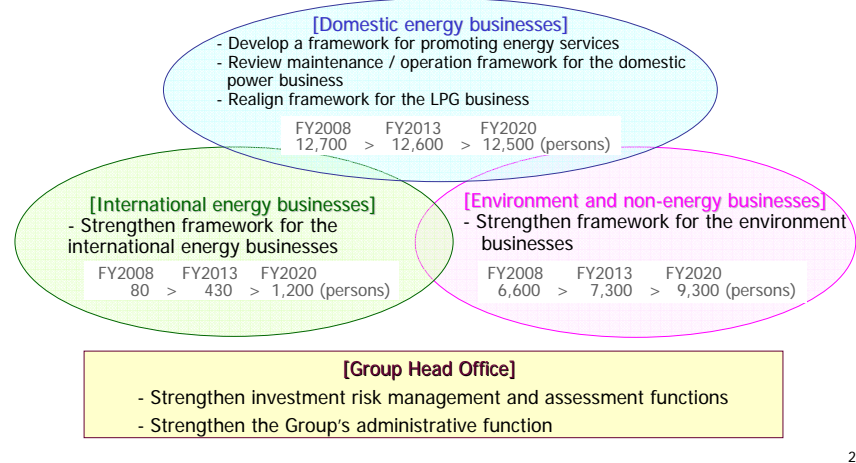 [Domestic energy businesses]
- Develop a framework for promoting energy services
- Review maintenance / operation framework for the domestic
power business
- Realign framework for the LPG business
FY2008 FY2013 FY2020
12,700 > 12,600 > 12,500 (persons)
[International energy businesses]
- Strengthen framework for the
international energy businesses
FY2008 FY2013 FY2020
80 > 430 > 1,200 (persons)
[Environment and non-energy businesses]
- Strengthen framework for the environment
businesses
FY2008 FY2013 FY2020
6,600 > 7,300 > 9,300 (persons)
[Group Head Office]
- Strengthen investment risk management and assessment functions
- Strengthen the Group's administrative function
2